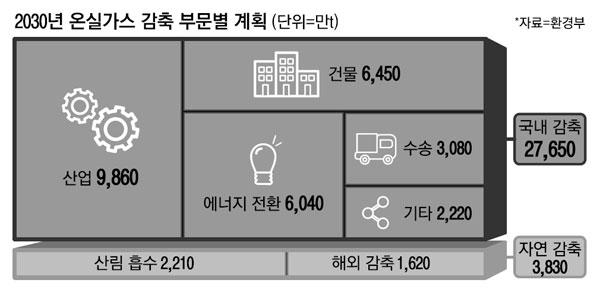 2030년 온실가스 감축 부문별 계획 (단위=만t)
*자료=환경부
건물 6,450
산업 9,860
에너지 전환 6,040
수송 3,080
기타 2,220
국내 감축
27,650
산림 흡수 2,210
해외 감축 1,620
자연 감축
3,830